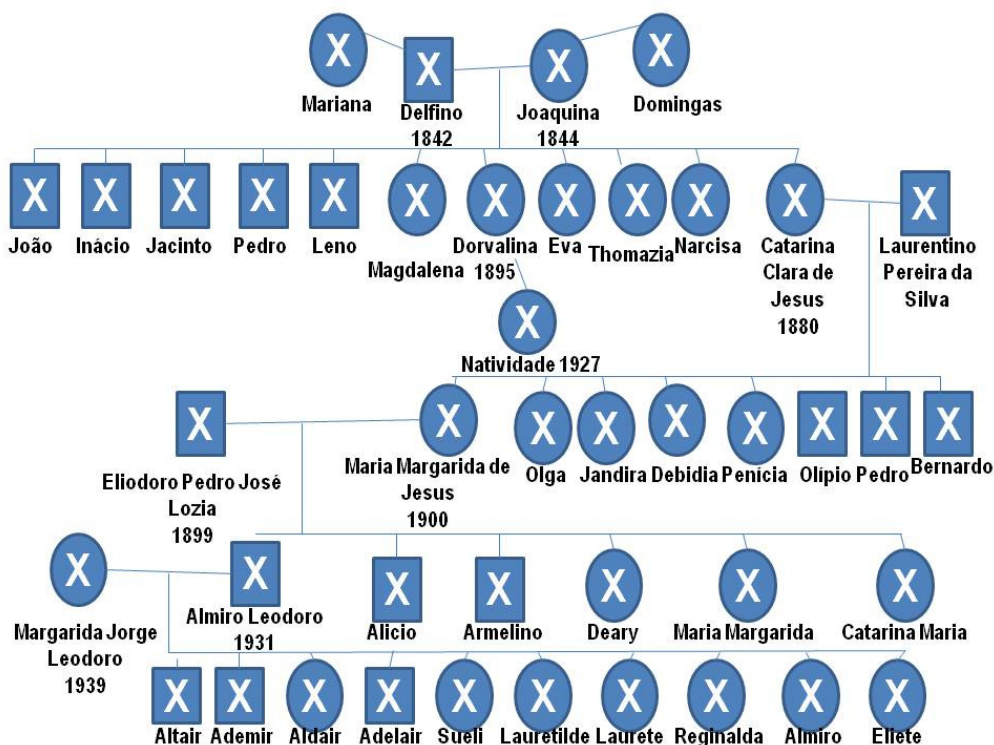 X X X X
Mariana Delfino Joaquina Domingas
1842 1844
X X X X X X X X X X X X
João Inácio Jacinto Pedro Leno Magdalena Dorvalina Eva Thomazia Narcisa Catarina Laurentino
1895 Clara de Pereira da
Jesus Silva
1880
X
Natividade 1927
X X X X X X X X X
Eliodoro Pedro José Maria Margarida de Olga Jandira Debidia Penícia Olípio Pedro Bernardo
Lozia Jesus
1899 1900
X X X X X X X
Margarida Jorge Almiro Leodoro Alicio Armelino Deary Maria Margarida Catarina Maria
Leodoro 1931
1939
X X X X X X X X X X
Altair Ademir Aldair Adelair Sueli Lauretilde Laurete Reginalda Almiro Eliete